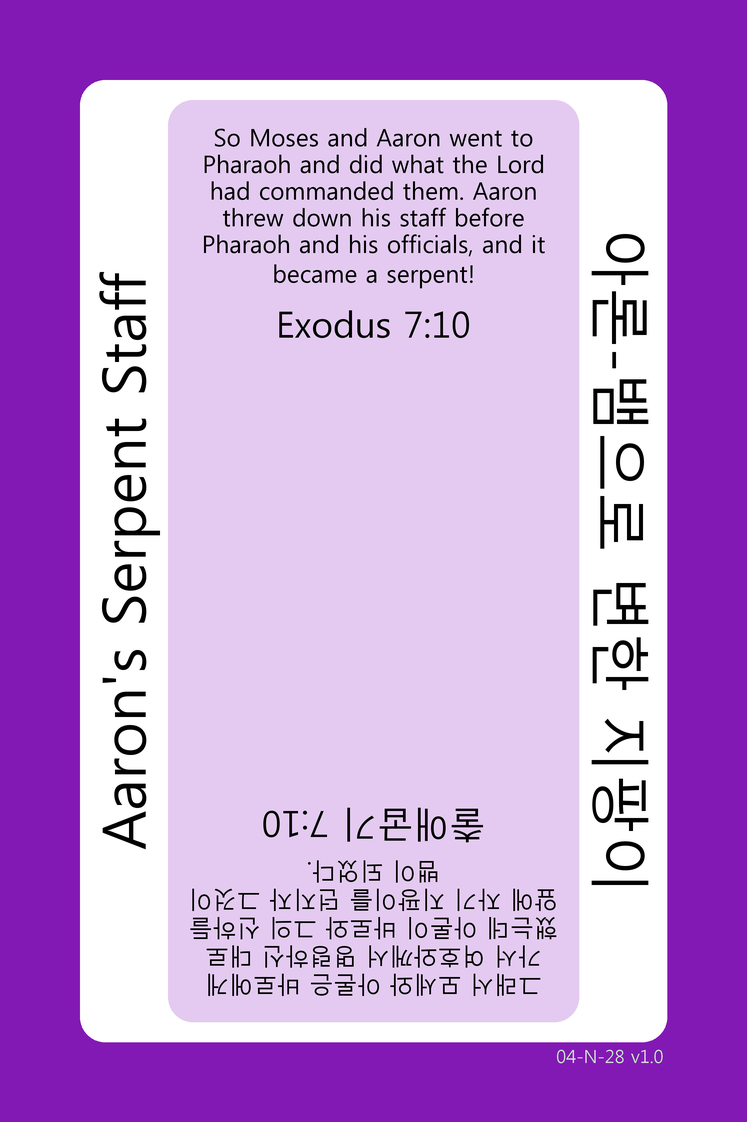 So Moses and Aaron went to
Pharaoh and did what the Lord
had commanded them. Aaron
threw down his staff before
Pharaoh and his officials, and it
became a serpent!
Exodus 7:10
Aaron's Serpent Staff
아론-뱀으로 변한 지팡이
그래서 모세와 아론은 바로에게
가서 여호와께서 명령하신 대로
했는데 아론이 바로와 그의 신하들
앞에 자기 지팡이를 던지자 그것이
뱀이 되었다.
출애굽기 7:10
04-N-28 v1.0